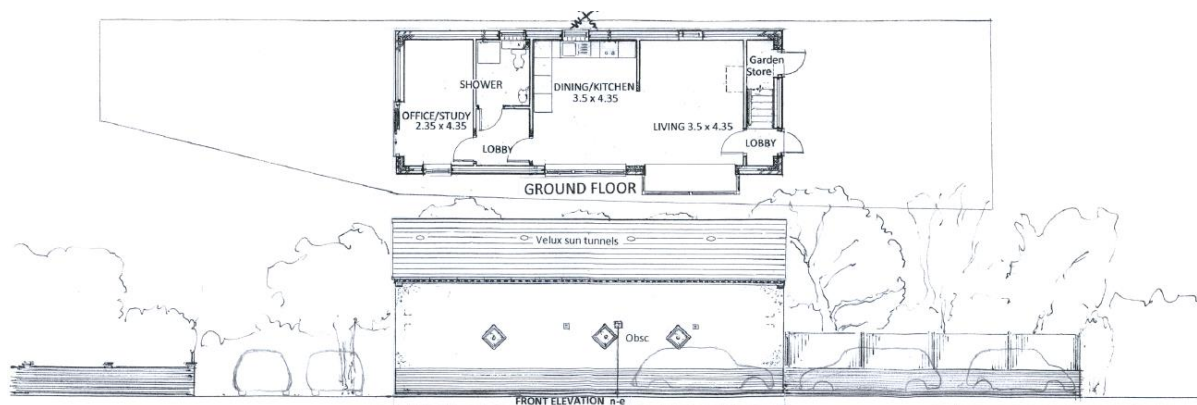 Garden
Store
SHOWER
DINING/KITCHEN
3.5 x 4.35
OFFICE/STUDY
2.35 x 4.35
LIVING 3.5 x 4.35
LOBBY
LOBBY
GROUND FLOOR
Velux sun tunnels
Obsc
FRONT ELEVATION n-e